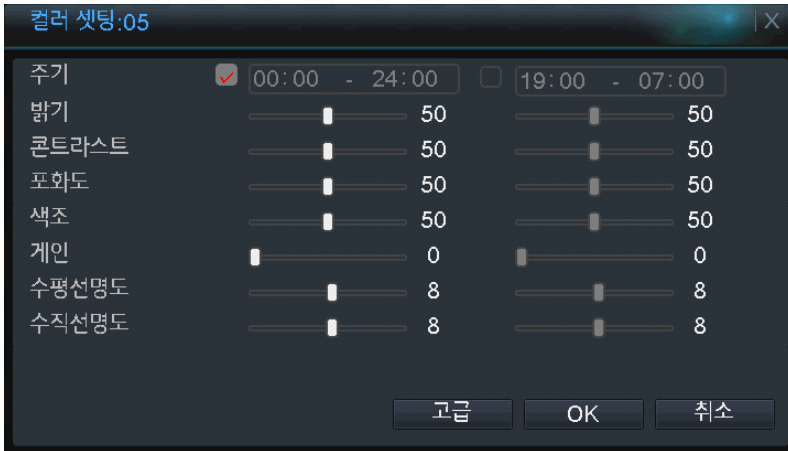 컬러 셋팅:05 X
주기 00:00 - 24:00 19:00 - 07:00
밝기 50 50
콘트라스트 50 50
포화도 50 50
색조 50 50
게인 0 0
수평선명도 8 8
수직선명도 8 8
고급 OK 취소